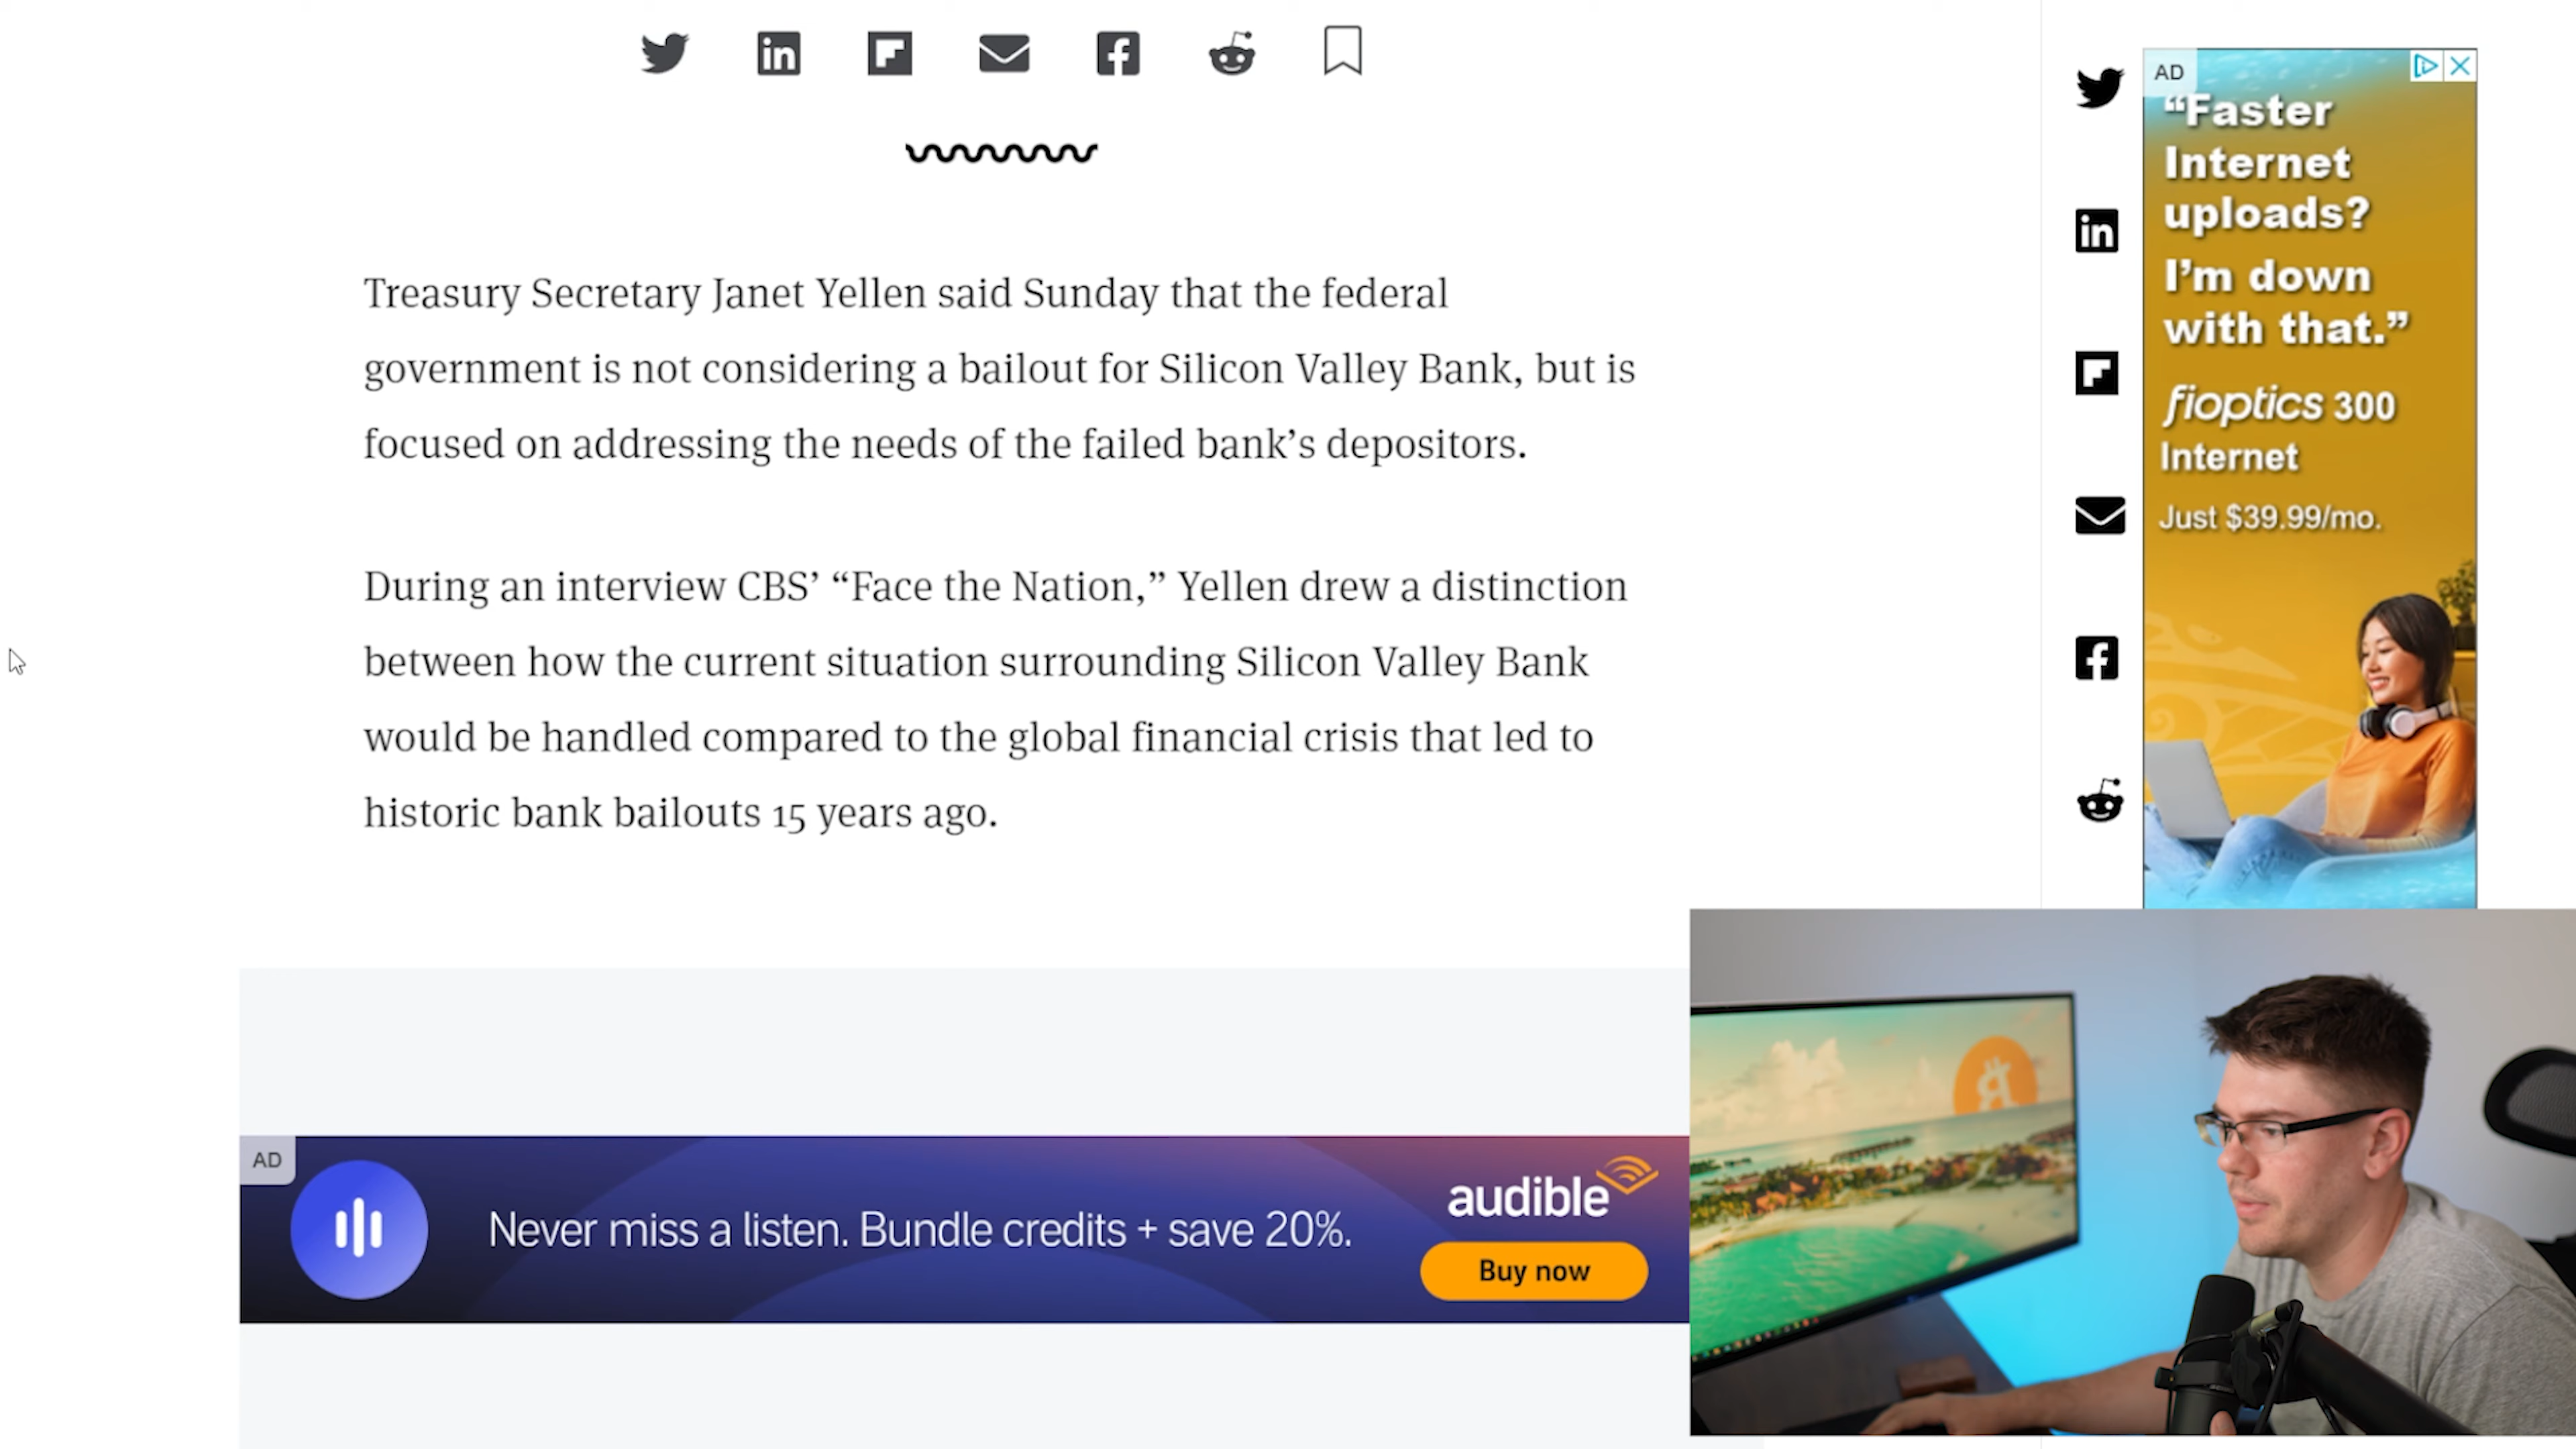 Treasury Secretary Janet Yellen said Sunday that the federal
government is not considering a bailout for Silicon Valley Bank, but is
focused on addressing the needs of the failed bank’s depositors.
During an interview CBS’ “Face the Nation,” Yellen drew a distinction
between how the current situation surrounding Silicon Valley Bank
would be handled compared to the global financial crisis that led to
historic bank bailouts 15 years ago.
AD
Never miss a listen. Bundle credits + save 20%.
audible
Buy now
AD
“Faster
Internet
uploads?
I’m down
with that.”
fioptics 300
Internet
Just $39.99/mo.